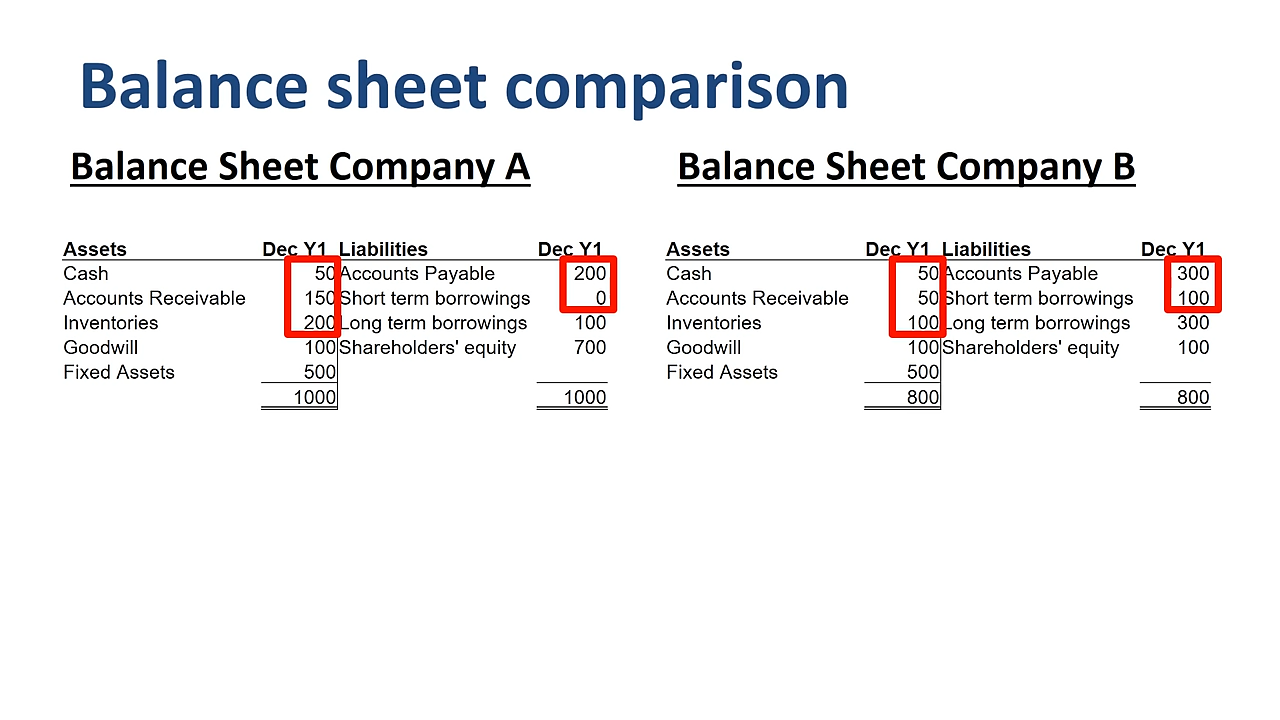 Balance sheet comparison
Balance Sheet Company A
Balance Sheet Company B
Assets Dec Y1 Liabilities Dec Y1
Cash 50 Accounts Payable 200
Accounts Receivable 150 Short term borrowings 0
Inventories 200 Long term borrowings 100
Goodwill 100 Shareholders' equity 700
Fixed Assets 500
1000 1000
Assets Dec Y1 Liabilities Dec Y1
Cash 50 Accounts Payable 300
Accounts Receivable 50 Short term borrowings 100
Inventories 100 Long term borrowings 300
Goodwill 100 Shareholders' equity 100
Fixed Assets 500
800 800